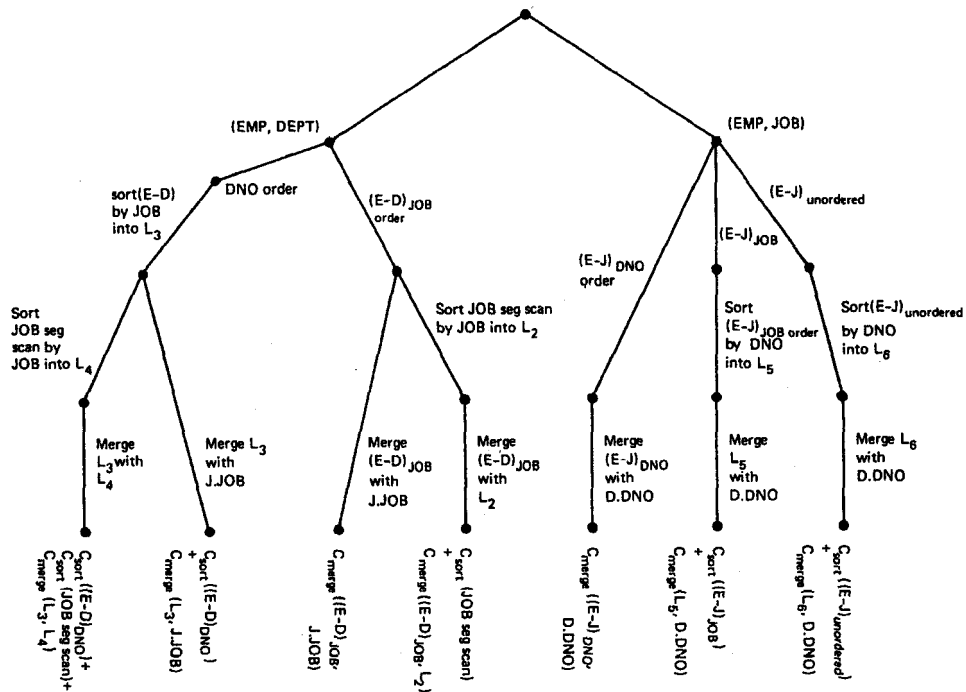 (EMP, DEPT)
(EMP, JOB)
sort(E-D)
by JOB
into L3
DNO order
(E-D)JOB
order
(E-J)DNO
order
(E-J)JOB
(E-J) unordered
Sort
JOB seg
scan by
JOB into L4
Sort JOB seg scan
by JOB into L2
Sort
(E-J)JOB order
by DNO
into L5
Sort(E-J)unordered
by DNO
into L6
Merge
L3 with
L4
Merge L3
with
J.JOB
Merge
(E-D)JOB
with
J.JOB
Merge
(E-D)JOB
with
L2
Merge
(E-J)DNO
with
D.DNO
Merge
L5
with
D.DNO
Merge L6
with
D.DNO
Csort ((E-D)DNO)+
Csort (JOB seg scan)+
Cmerge (L3, L4)
Csort ((E-D)DNO)
+
Cmerge (L3, J.JOB)
Cmerge ((E-D)JOB,
J.JOB)
Csort (JOB seg scan)
+
Cmerge ((E-D)JOB, L2)
Cmerge ((E-J)DNO,
D.DNO)
Csort ((E-J)JOB)
+
Cmerge(L5, D.DNO)
Csort ((E-J)unordered)
+
Cmerge (L6, D.DNO)